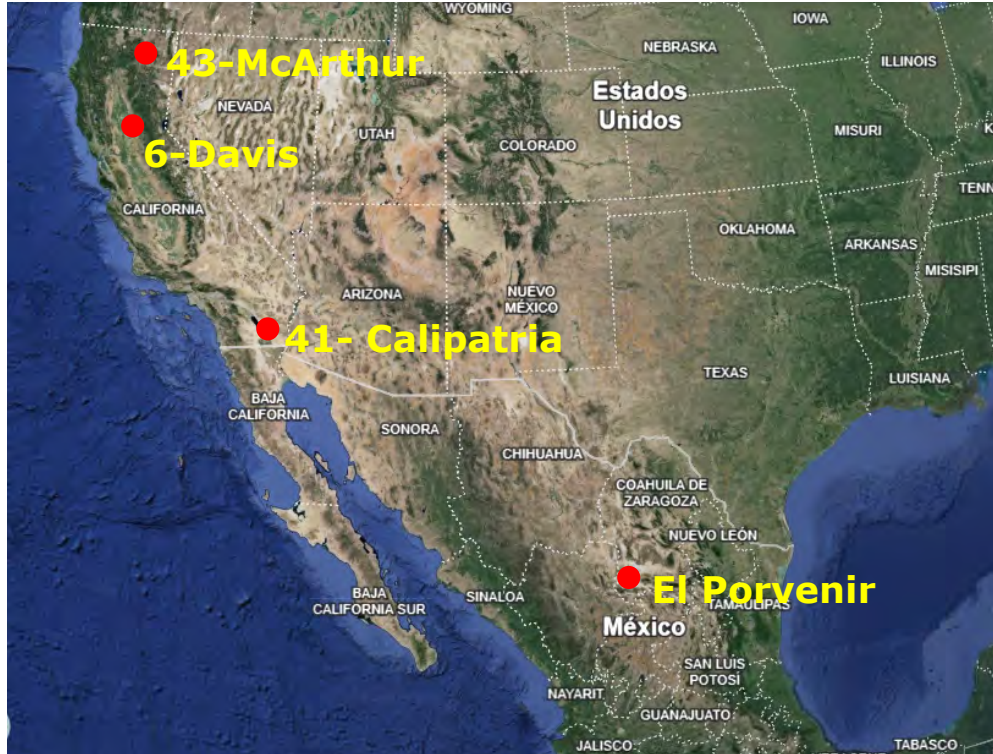 WYOMING
IOWA
NEBRASKA
43-McArthur
ILLINOIS
Estados
Unidos
NEVADA
UTAH
COLORADO
MISURI
6-Davis
TENN
CALIFORNIA
OKLAHOMA
ARKANSAS
MISISIPI
ARIZONA
NUEVO
MÉXICO
41- Calipatria
TEXAS
LUISIANA
BAJA
CALIFORNIA
SONORA
CHIHUAHUA
COAHUILA DE
ZARAGOZA
NUEVO LEÓN
El Porvenir
BAJA
CALIFORNIA SUR
SINALOA
TAMAULIPAS
México
SAN LUIS
POTOSÍ
NAYARIT
GUANAJUATO
JALISCO
TABASCO